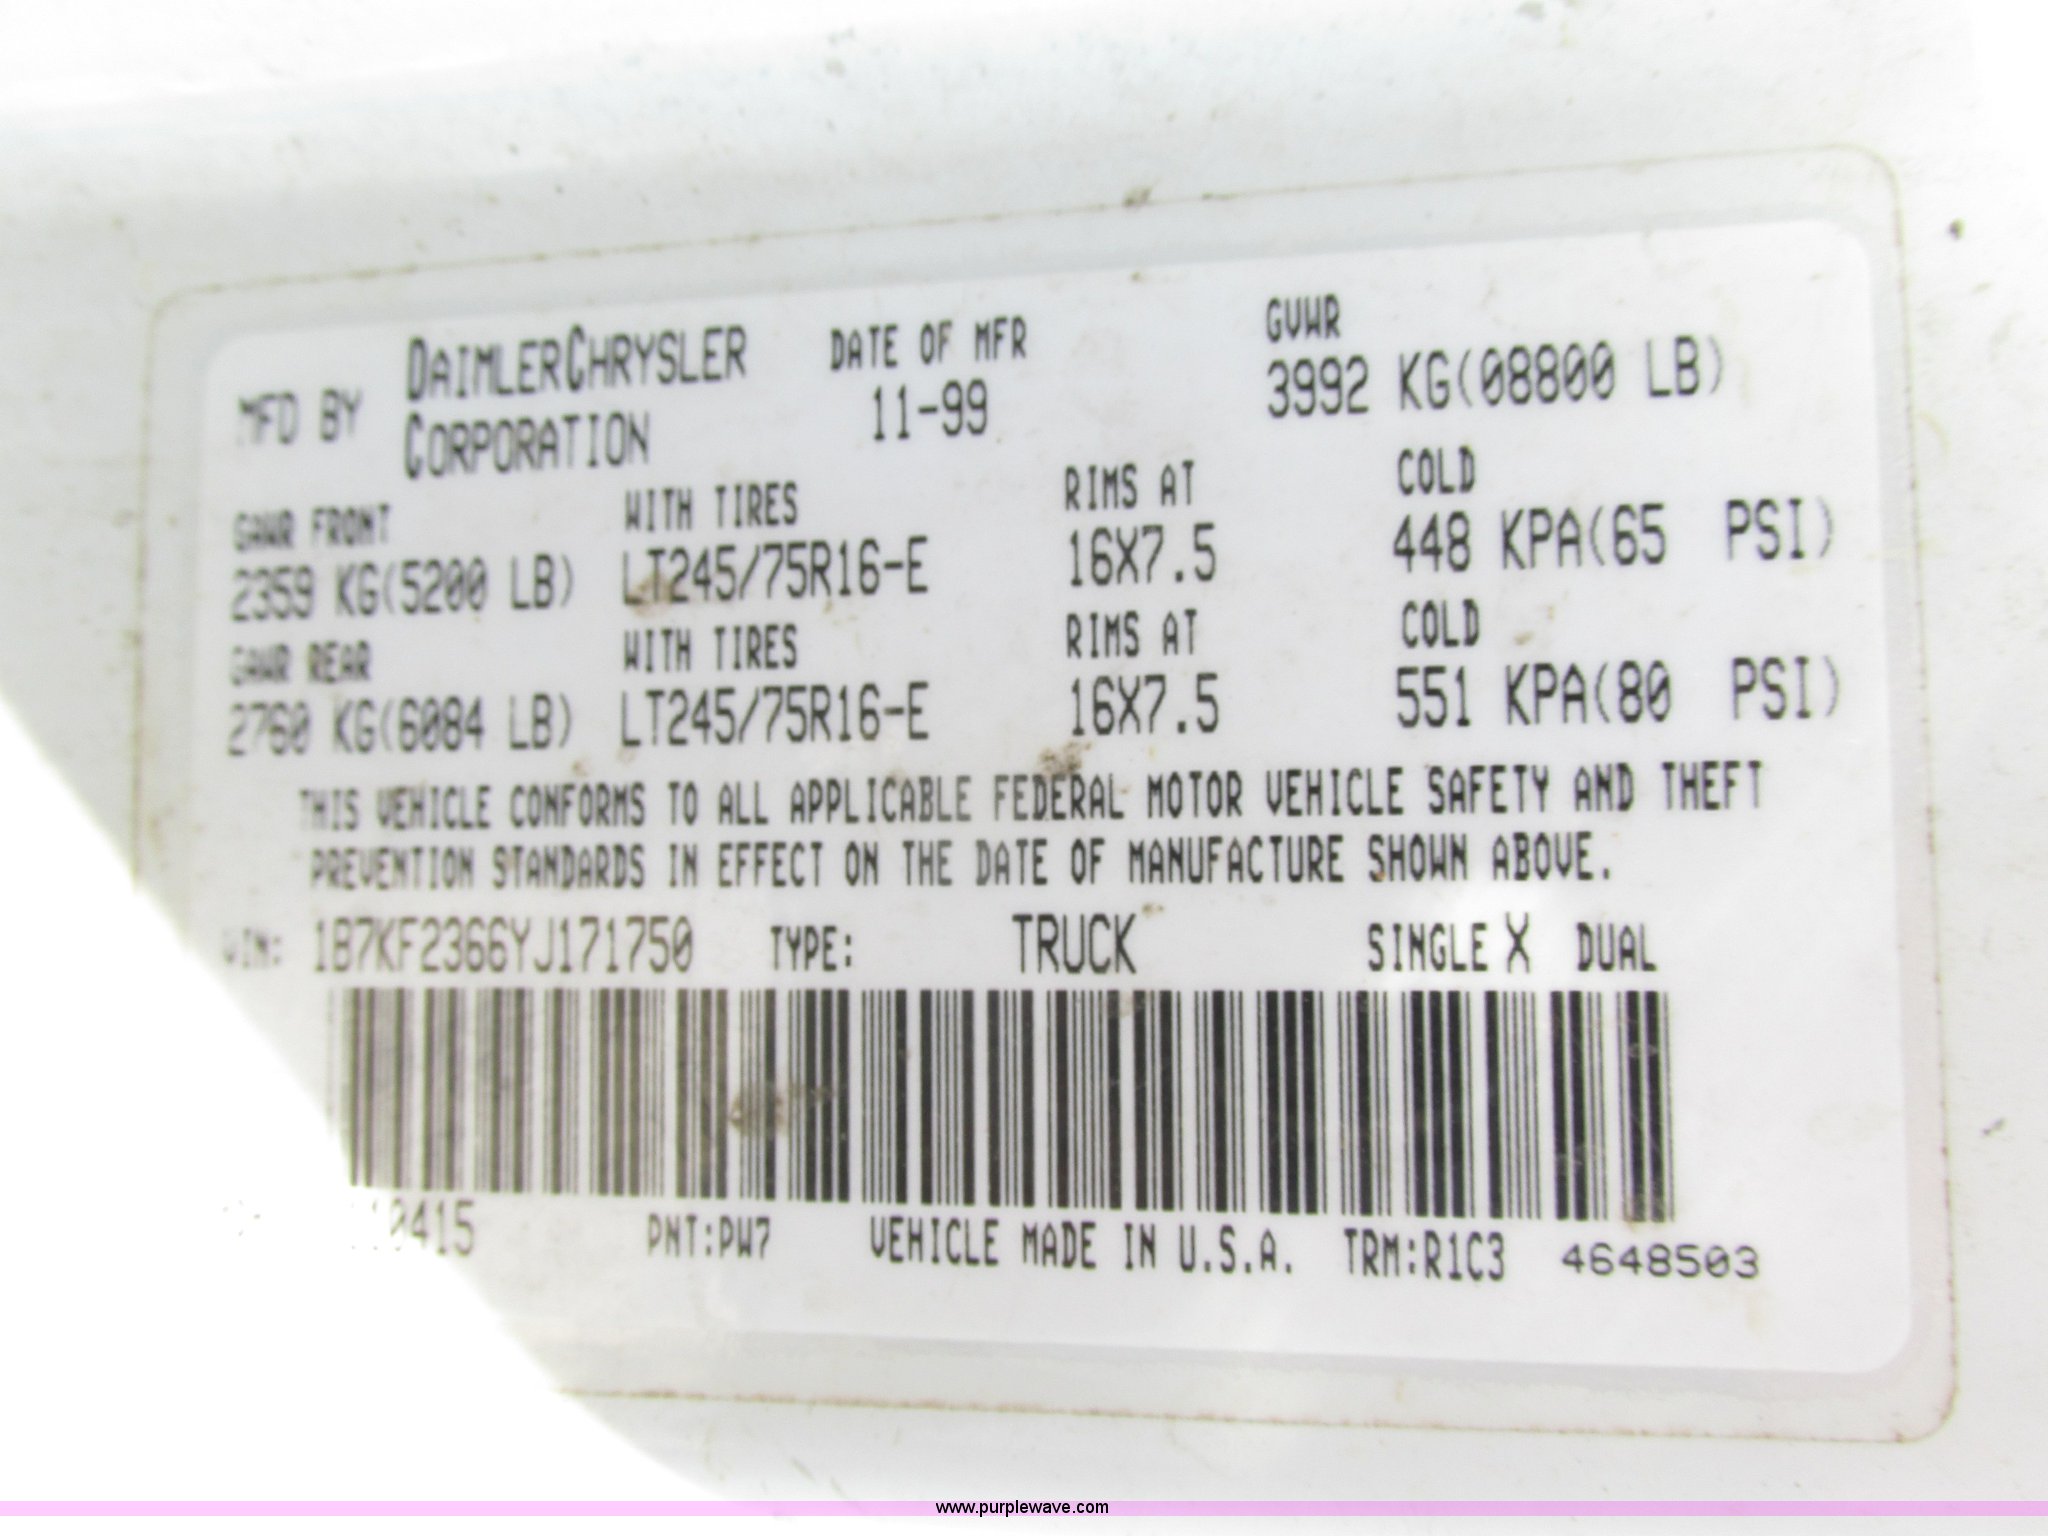 MFD BY DAIMLERCHRYSLER CORPORATION DATE OF MFR 11-99 GVWR 3992 KG(08800 LB)
GAWR FRONT WITH TIRES RIMS AT COLD
2359 KG(5200 LB) LT245/75R16-E 16X7.5 448 KPA(65 PSI)
GAWR REAR WITH TIRES RIMS AT COLD
2760 KG(6084 LB) LT245/75R16-E 16X7.5 551 KPA(80 PSI)
THIS VEHICLE CONFORMS TO ALL APPLICABLE FEDERAL MOTOR VEHICLE SAFETY AND THEFT
PREVENTION STANDARDS IN EFFECT ON THE DATE OF MANUFACTURE SHOWN ABOVE.
VIN: 1B7KF2366YJ171750 TYPE: TRUCK SINGLE X DUAL
PNT:PW7 VEHICLE MADE IN U.S.A. TRM:R1C3 4648503
www.purplewave.com